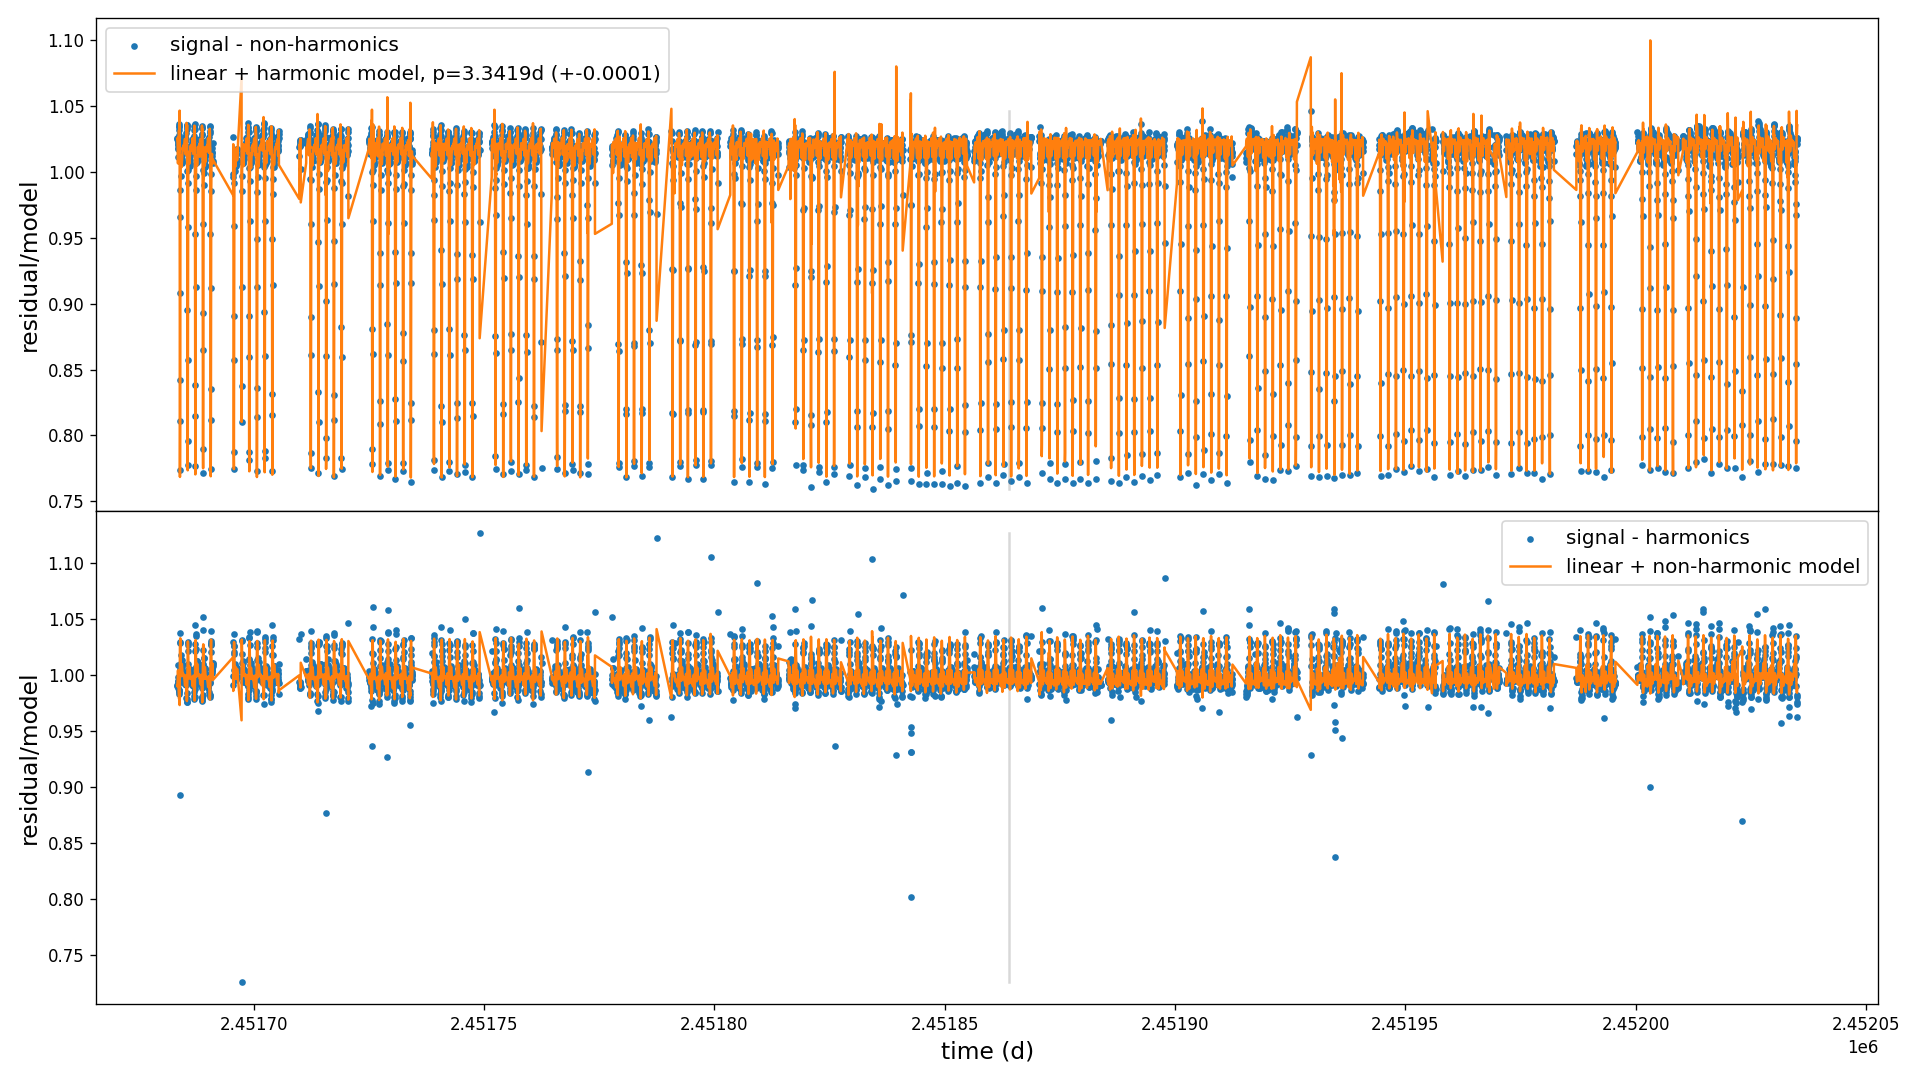 signal - non-harmonics
linear + harmonic model, p=3.3419d (+-0.0001)
residual/model
1.10
1.05
1.00
0.95
0.90
0.85
0.80
0.75
signal - harmonics
linear + non-harmonic model
residual/model
1.10
1.05
1.00
0.95
0.90
0.85
0.80
0.75
2.45170 2.45175 2.45180 2.45185 2.45190 2.45195 2.45200 2.45205
1e6
time (d)